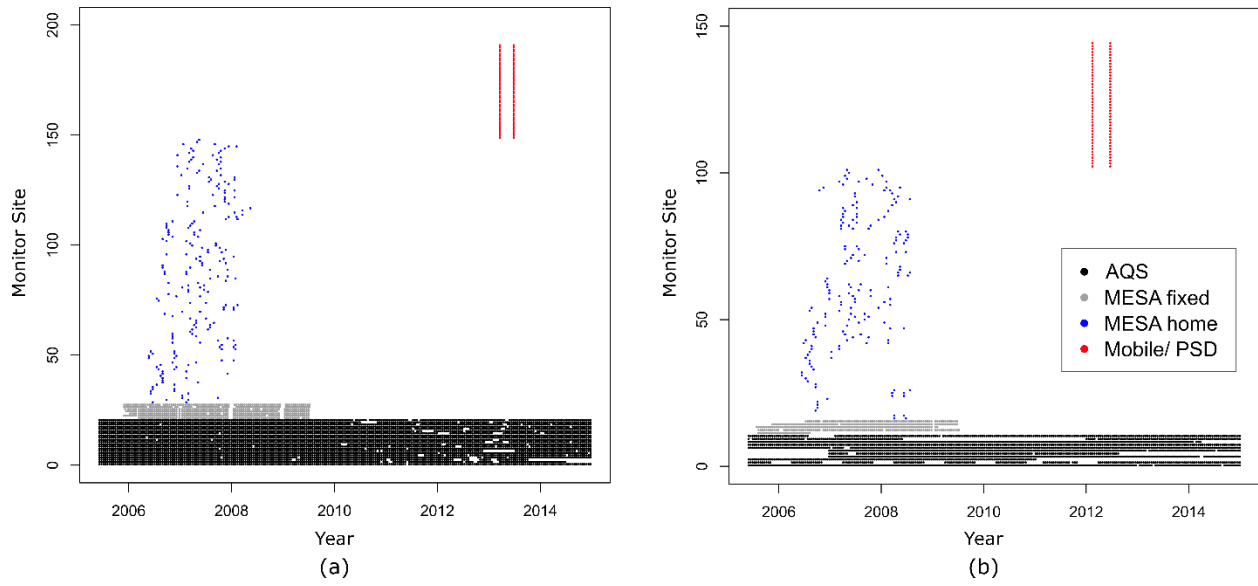 200
150
100
50
0
Monitor Site
2006 2008 2010 2012 2014
Year
(a)
150
100
50
0
Monitor Site
AQS
MESA fixed
MESA home
Mobile/ PSD
2006 2008 2010 2012 2014
Year
(b)